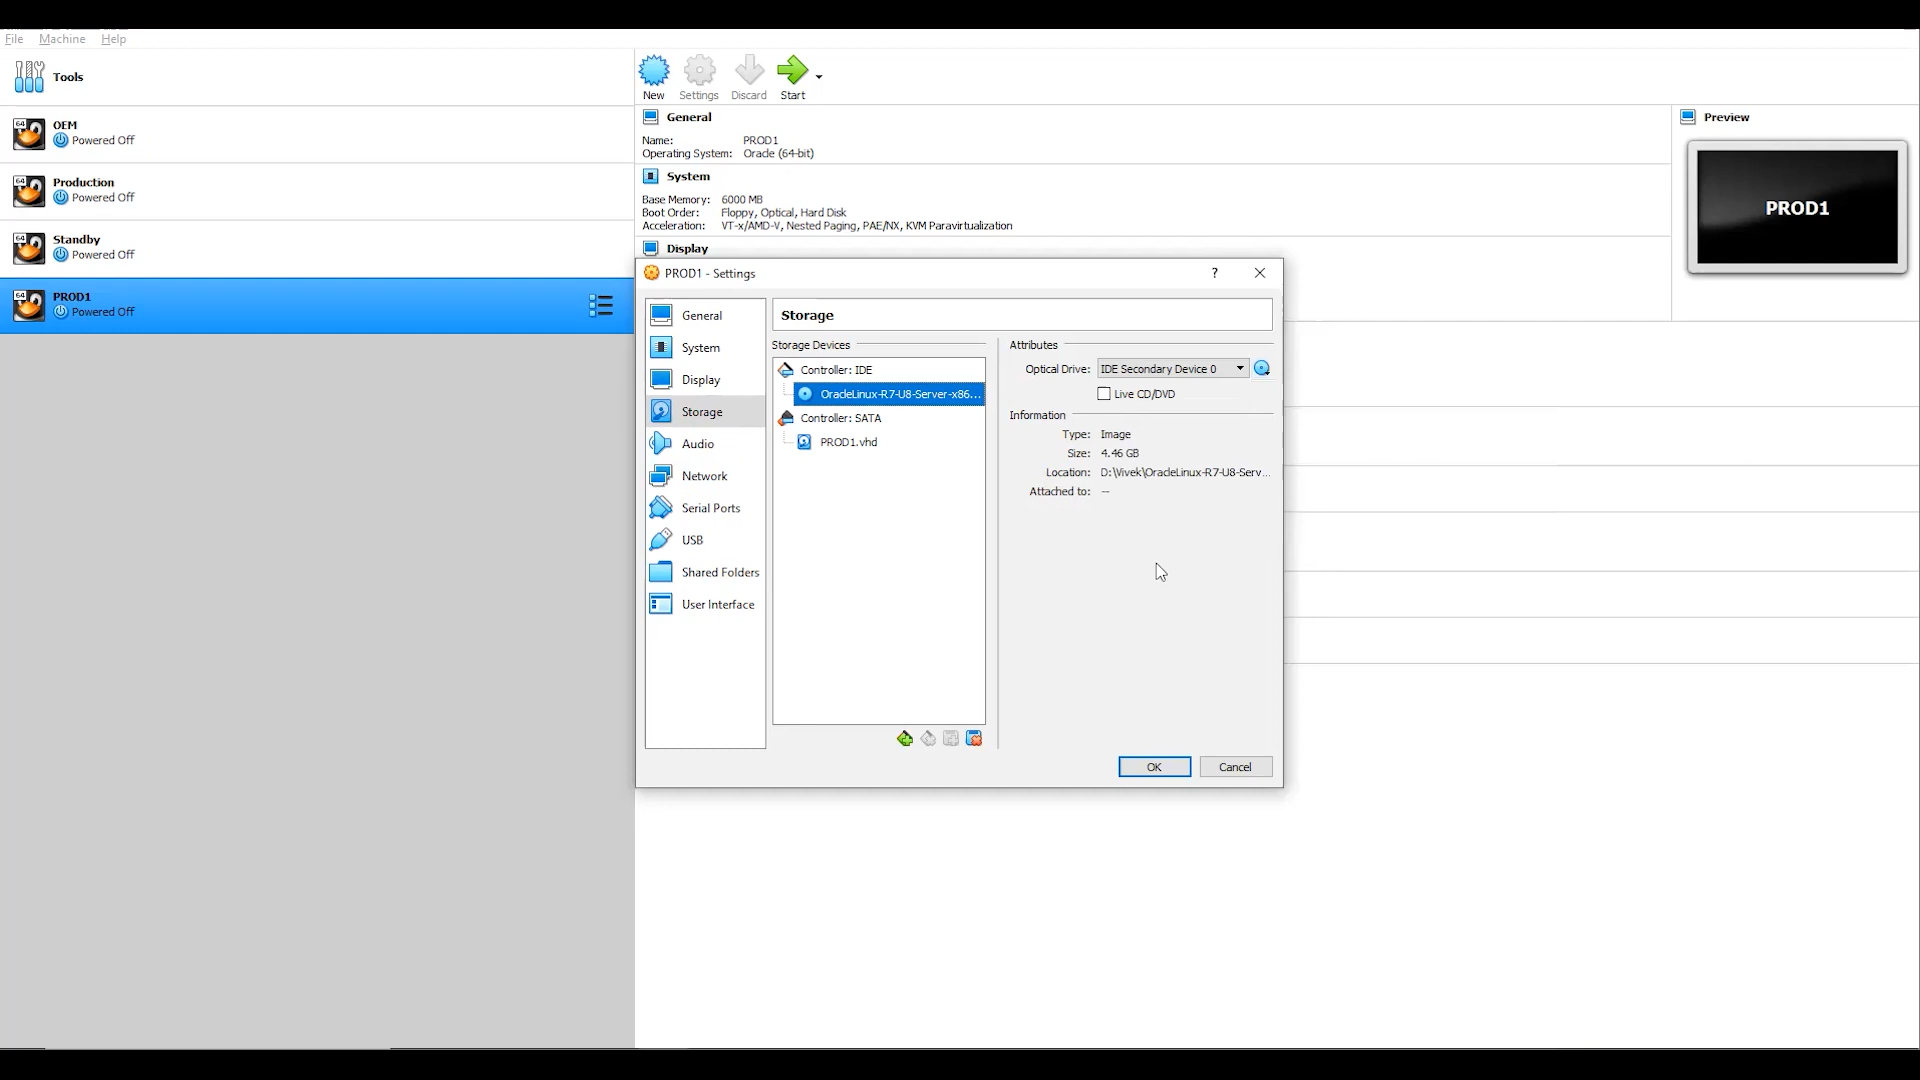 File Machine Help
Tools
New Settings Discard Start
64 OEM
Powered Off
64 Production
Powered Off
64 Standby
Powered Off
64 PROD1
Powered Off
General
Name: PROD1
Operating System: Oracle (64-bit)
System
Base Memory: 6000 MB
Boot Order: Floppy, Optical, Hard Disk
Acceleration: VT-x/AMD-V, Nested Paging, PAE/NX, KVM Paravirtualization
Display
Preview
PROD1
PROD1 - Settings ?
General
System
Display
Storage
Audio
Network
Serial Ports
USB
Shared Folders
User Interface
Storage
Storage Devices
Controller: IDE
OracleLinux-R7-U8-Server-x86...
Controller: SATA
PROD1.vhd
Attributes
Optical Drive: IDE Secondary Device 0
Live CD/DVD
Information
Type: Image
Size: 4.46 GB
Location: D:\Vivek\OracleLinux-R7-U8-Serv...
Attached to: --
OK Cancel